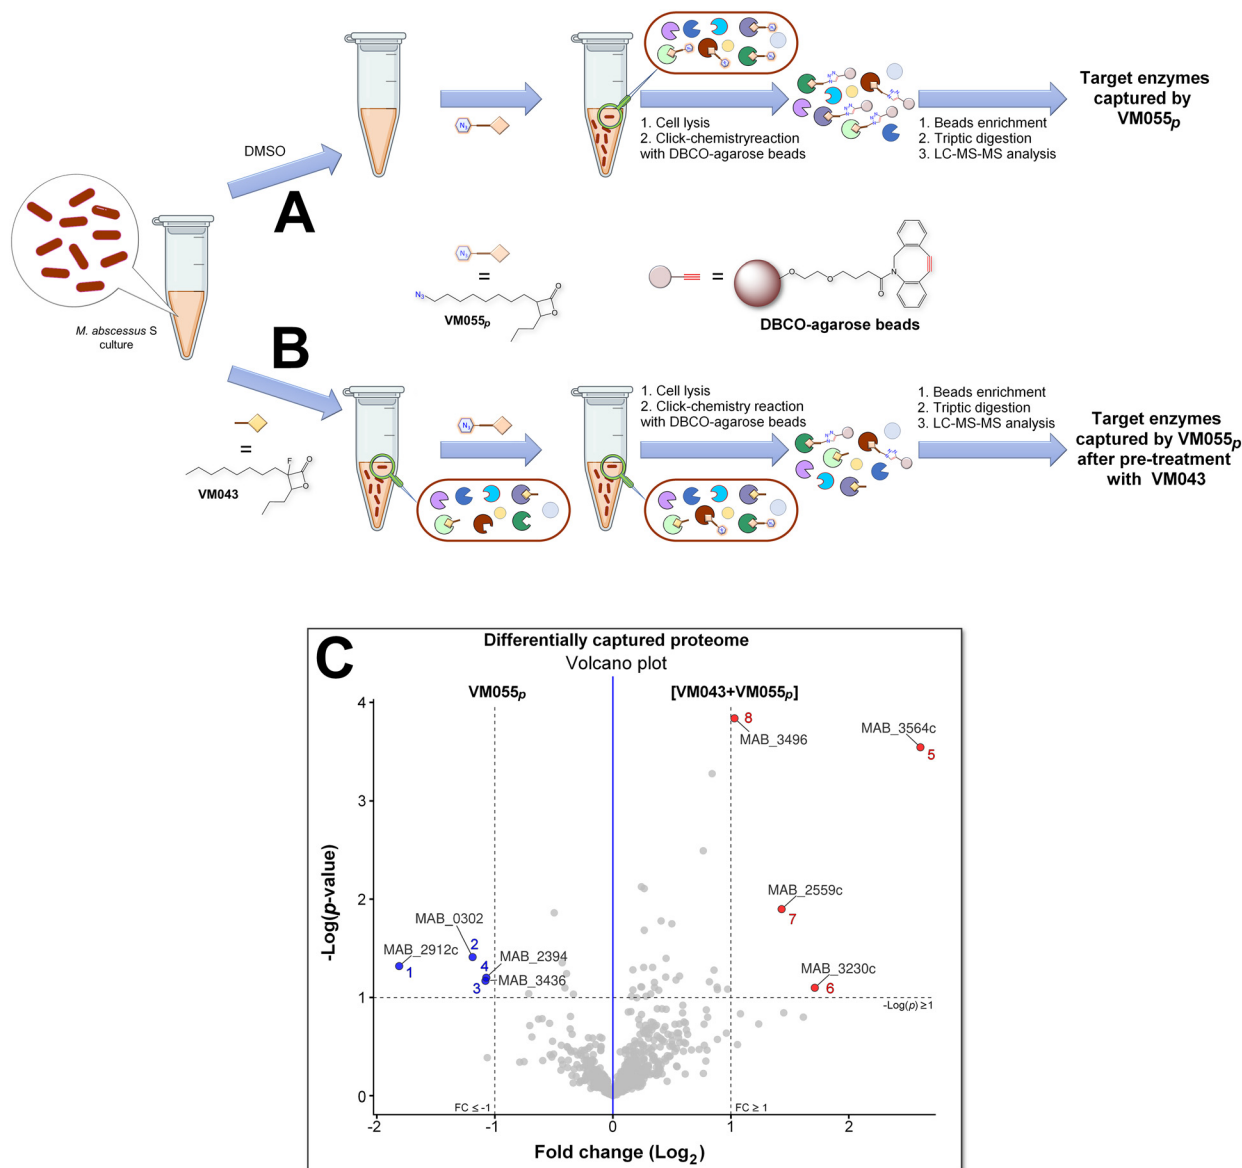 DMSO
A
N3
1. Cell lysis
2. Click-chemistryreaction
with DBCO-agarose beads
1. Beads enrichment
2. Triptic digestion
3. LC-MS-MS analysis
Target enzymes
captured by
VM055p
M. abscessus S
culture
N3
=
N3
O
O
VM055p
=
O
O
O
N
DBCO-agarose beads
B
=
F
O
O
VM043
N3
1. Cell lysis
2. Click-chemistry reaction
with DBCO-agarose beads
1. Beads enrichment
2. Triptic digestion
3. LC-MS-MS analysis
Target enzymes
captured by VM055p
after pre-treatment
with VM043
C
Differentially captured proteome
Volcano plot
VM055p
[VM043+VM055p]
4
3
2
1
0
-Log(p-value)
8
MAB_3496
MAB_3564c
5
MAB_2559c
7
MAB_3230c
6
MAB_0302
2
MAB_2912c
1
4
MAB_2394
3
MAB_3436
-Log(p) ≥1
FC ≤ -1
FC ≥ 1
-2
-1
0
1
2
Fold change (Log2)